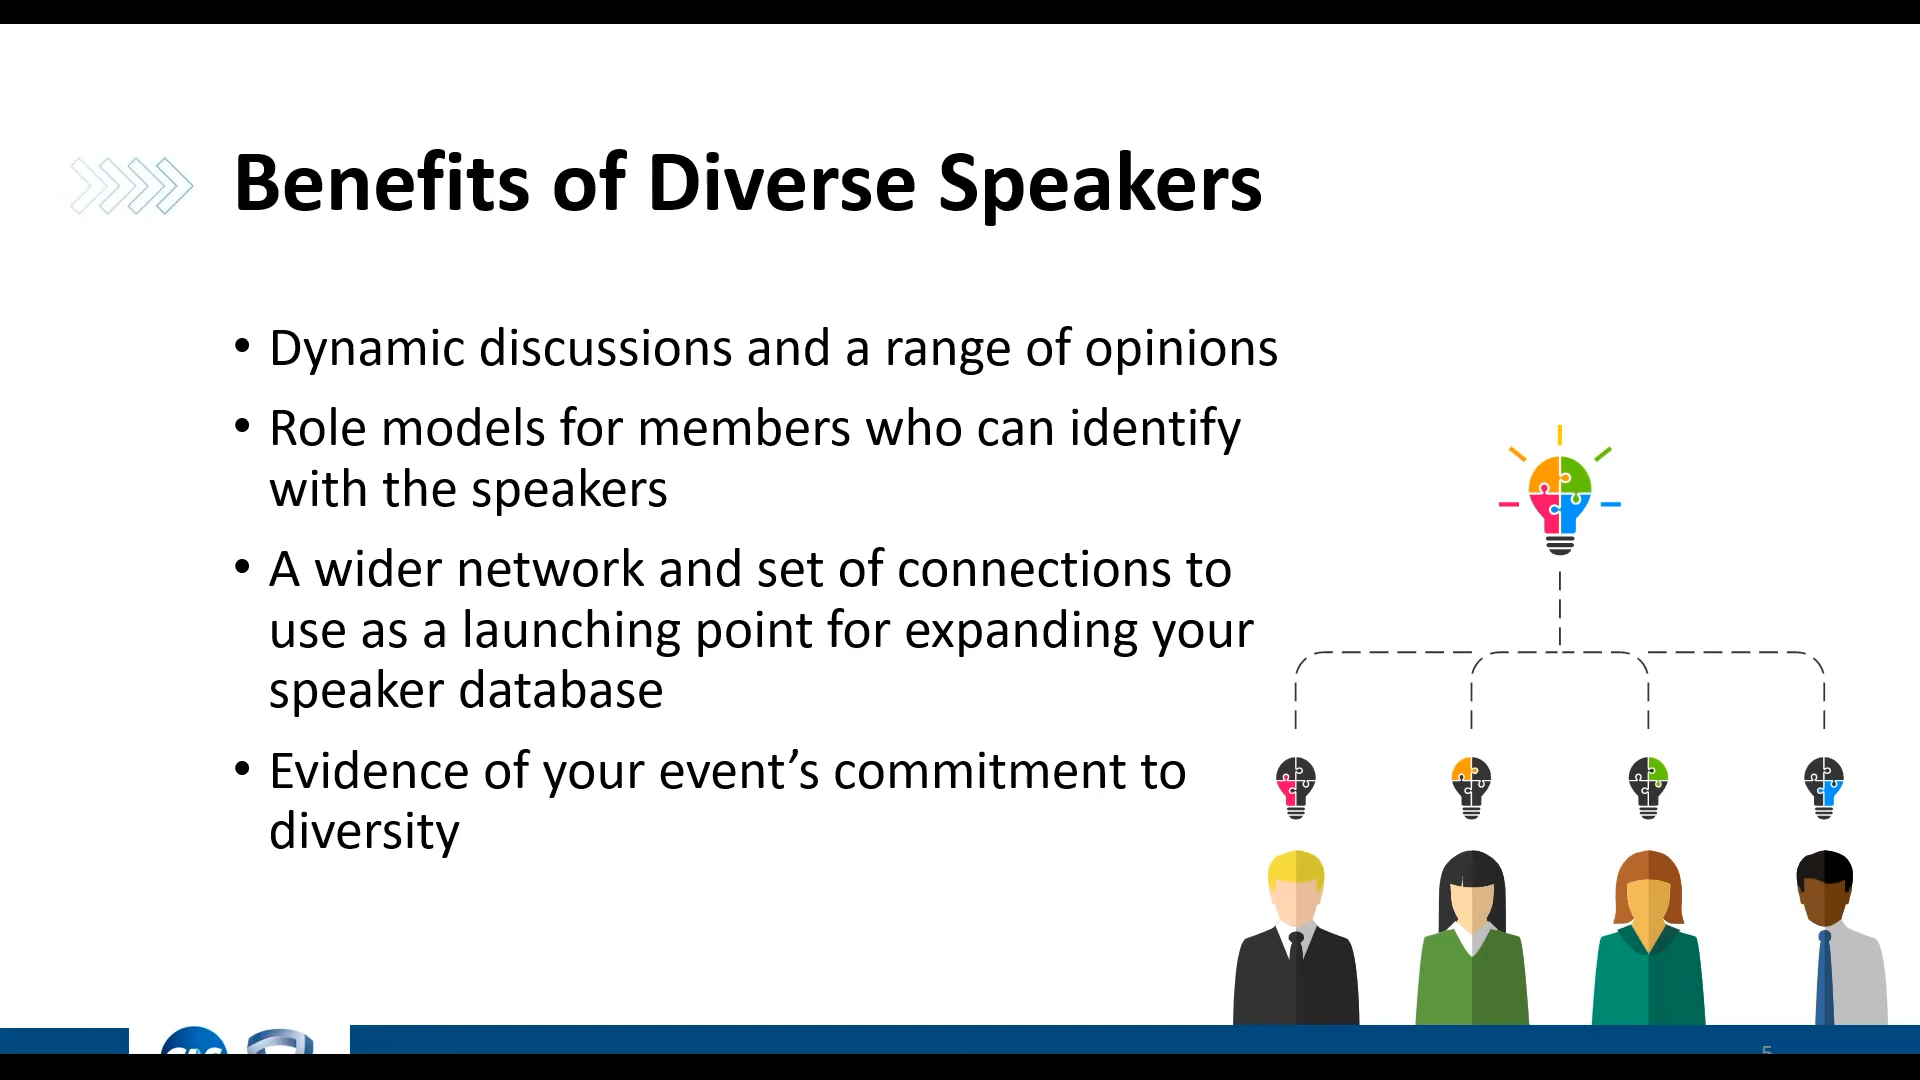 Benefits of Diverse Speakers
• Dynamic discussions and a range of opinions
• Role models for members who can identify
with the speakers
• A wider network and set of connections to
use as a launching point for expanding your
speaker database
• Evidence of your event’s commitment to
diversity
5